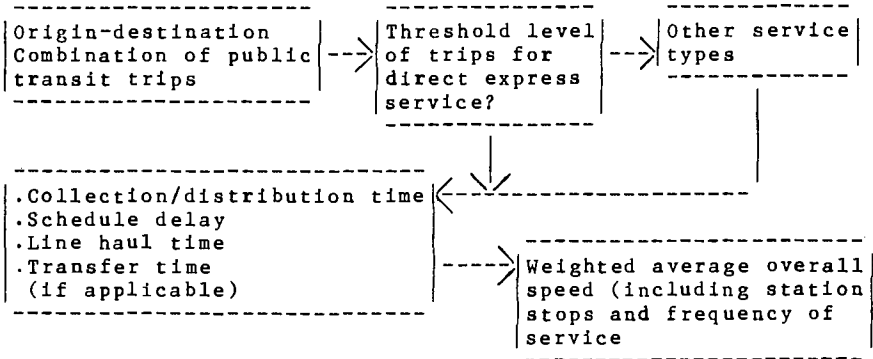 Origin-destination
Combination of public
transit trips
Threshold level
of trips for
direct express
service?
Other service
types
.Collection/distribution time
.Schedule delay
.Line haul time
.Transfer time
(if applicable)
Weighted average overall
speed (including station
stops and frequency of
service